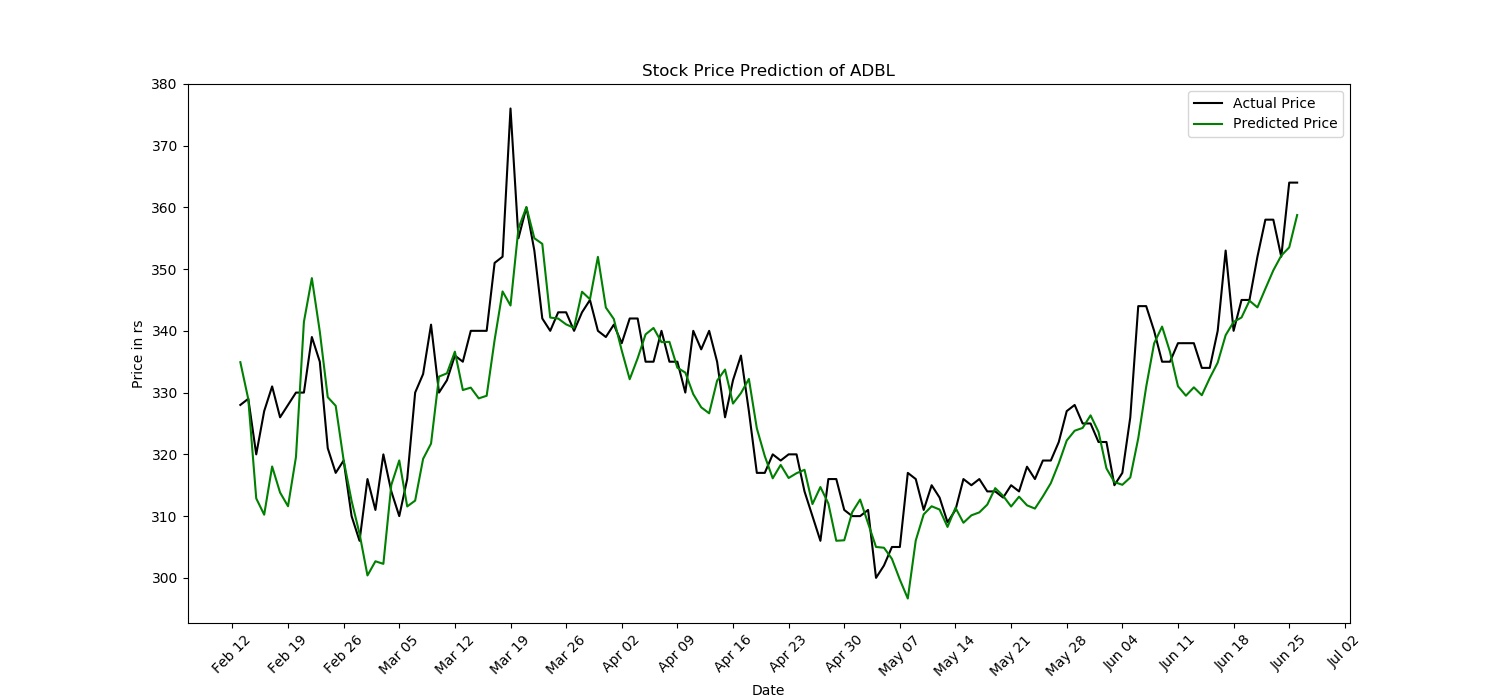 Stock Price Prediction of ADBL
Actual Price
Predicted Price
Price in rs
380
370
360
350
340
330
320
310
300
Feb 12
Feb 19
Feb 26
Mar 05
Mar 12
Mar 19
Mar 26
Apr 02
Apr 09
Apr 16
Apr 23
Apr 30
May 07
May 14
May 21
May 28
Jun 04
Jun 11
Jun 18
Jun 25
Jul 02
Date